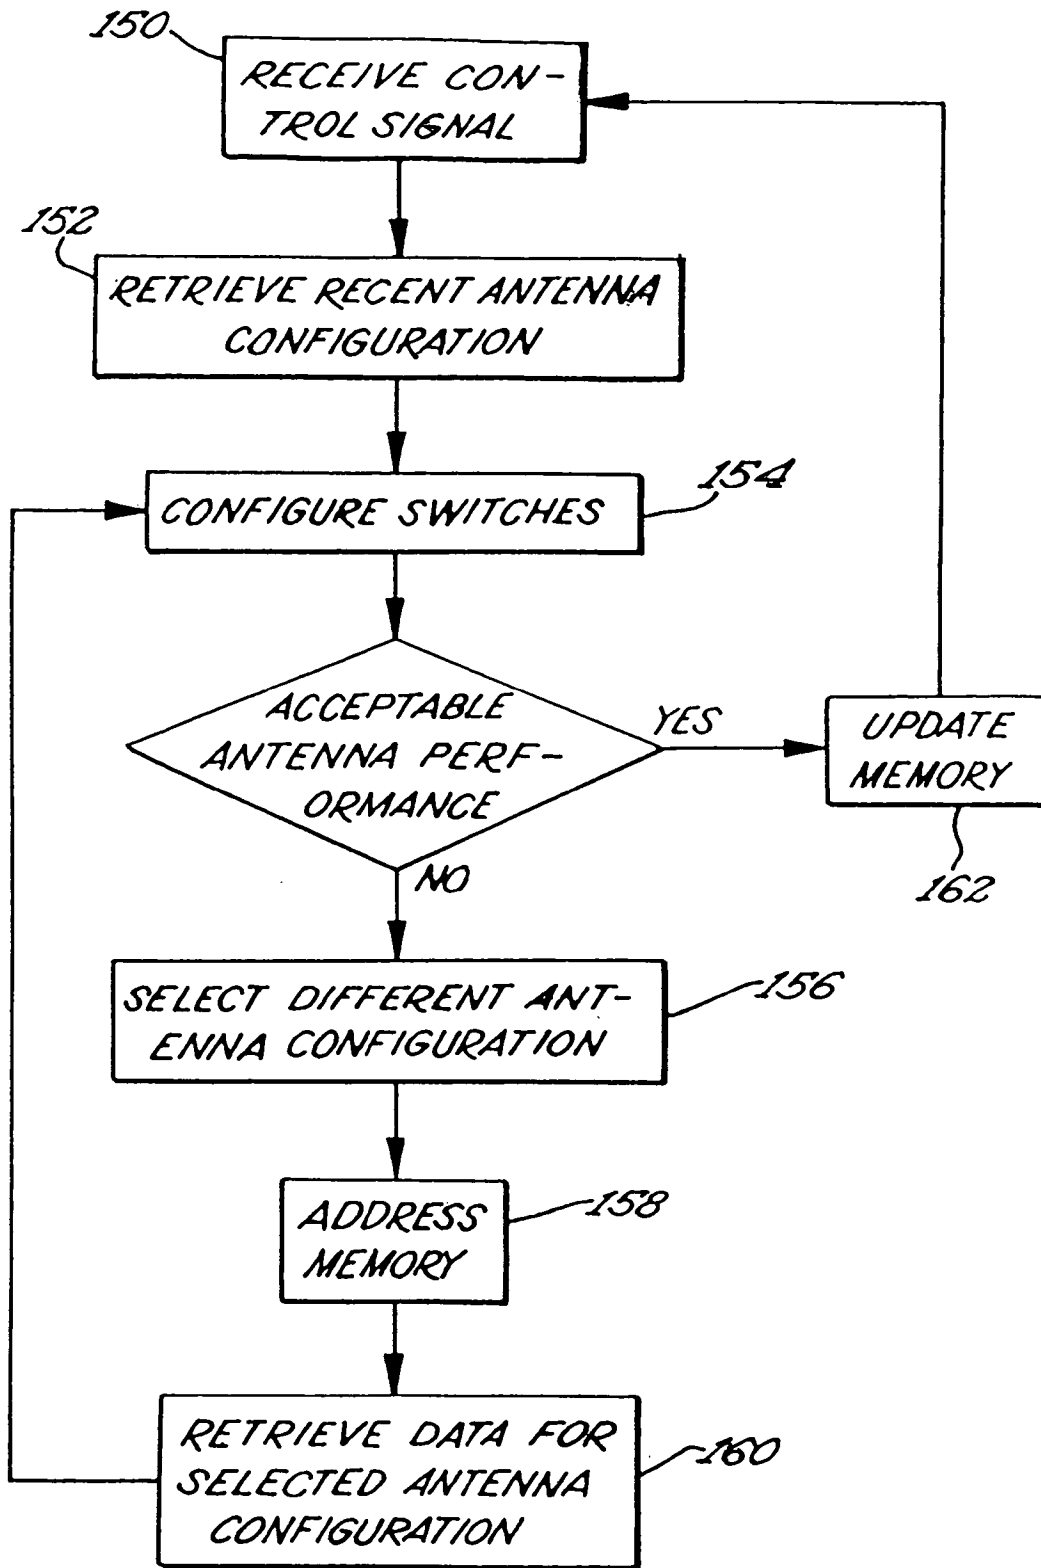 150
RECEIVE CON-
TROL SIGNAL
152
RETRIEVE RECENT ANTENNA
CONFIGURATION
154
CONFIGURE SWITCHES
ACCEPTABLE
ANTENNA PERF-
ORMANCE
YES
UPDATE
MEMORY
162
NO
156
SELECT DIFFERENT ANT-
ENNA CONFIGURATION
158
ADDRESS
MEMORY
RETRIEVE DATA FOR
SELECTED ANTENNA
CONFIGURATION
160